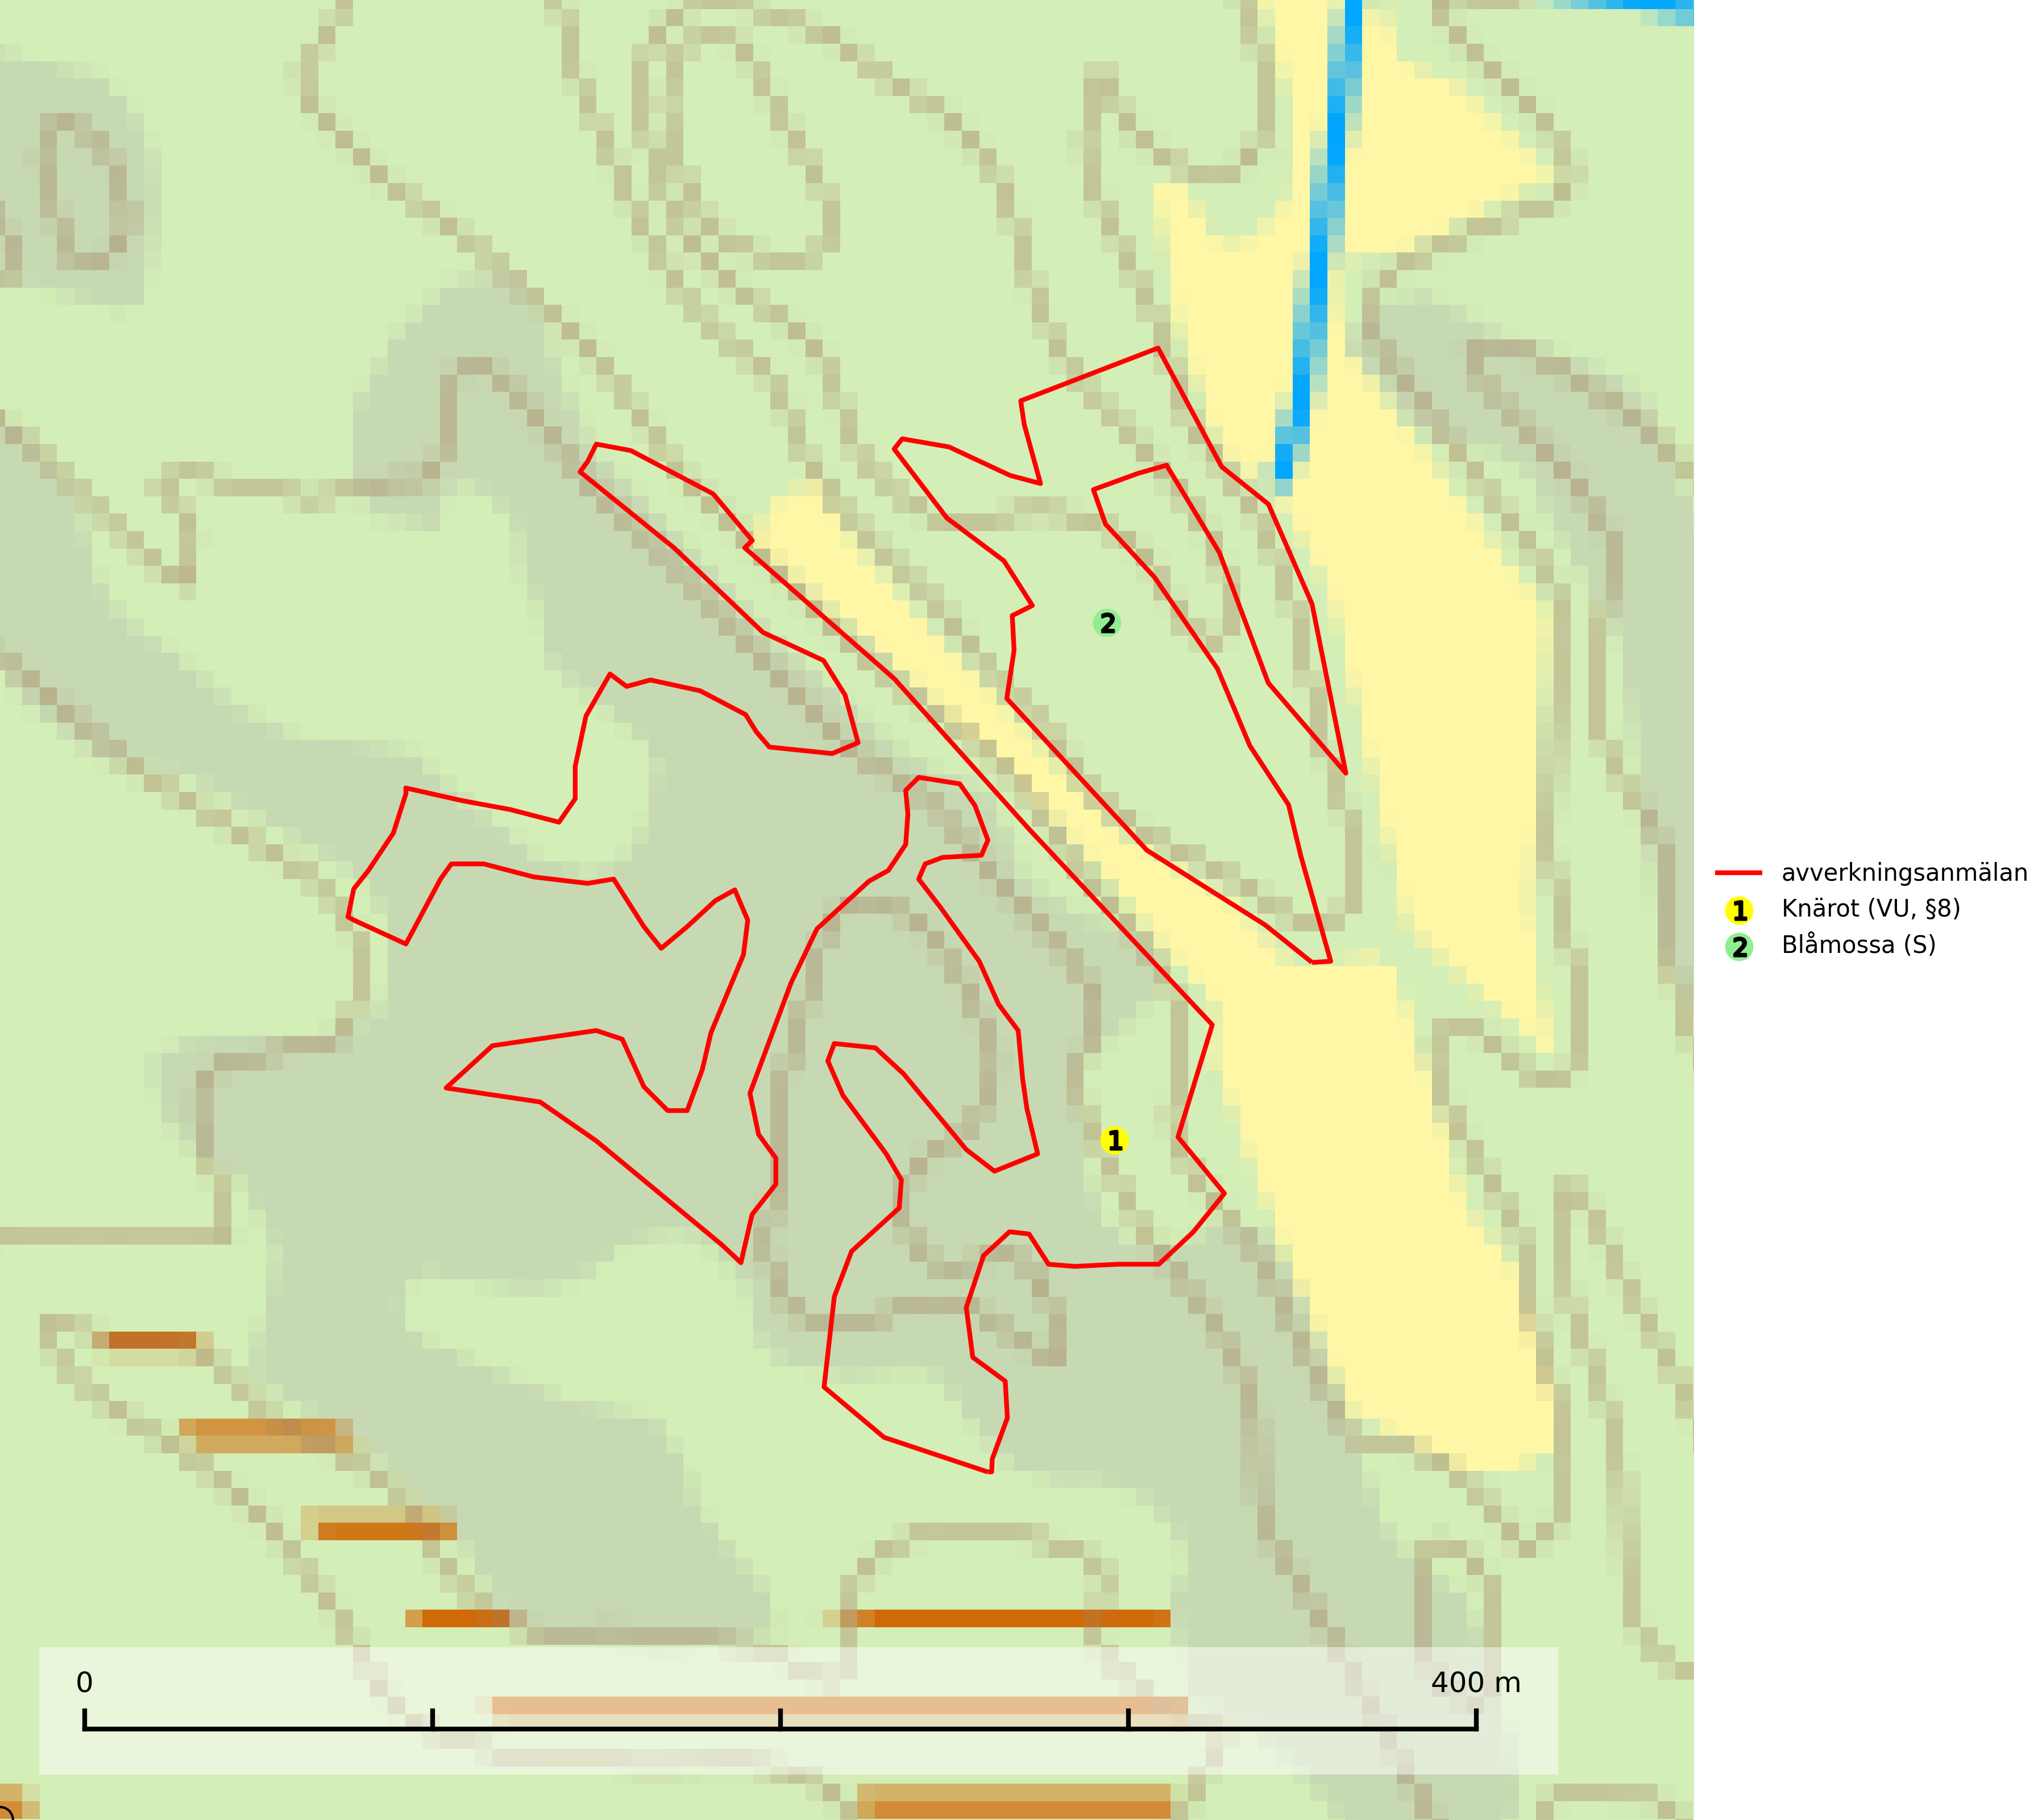 2
1
avverkningsanmälan
1 Knärot (VU, §8)
2 Blåmossa (S)
0 400 m